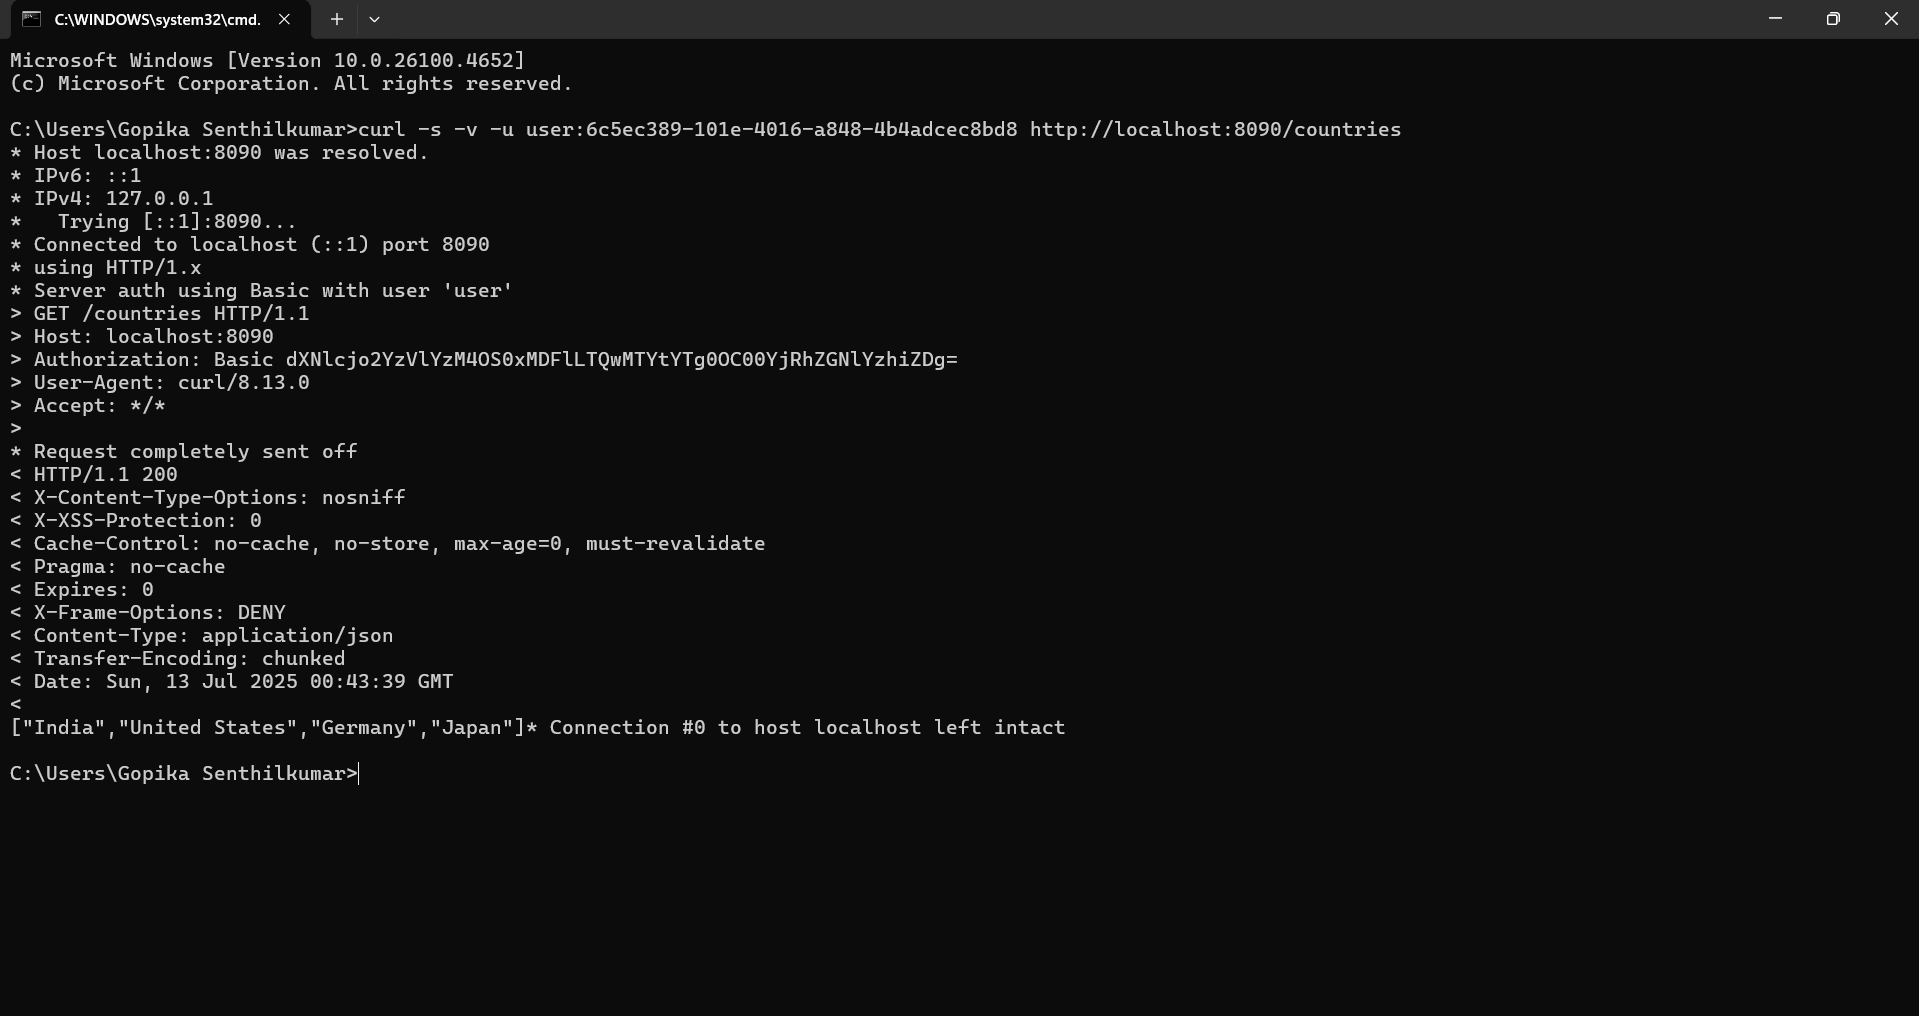 C:\WINDOWS\system32\cmd.
Microsoft Windows [Version 10.0.26100.4652]
(c) Microsoft Corporation. All rights reserved.
C:\Users\Gopika Senthilkumar>curl -s -v -u user:6c5ec389-101e-4016-a848-4b4adcec8bd8 http://localhost:8090/countries
* Host localhost:8090 was resolved.
* IPv6: ::1
* IPv4: 127.0.0.1
*   Trying [::1]:8090...
* Connected to localhost (::1) port 8090
* using HTTP/1.x
* Server auth using Basic with user 'user'
> GET /countries HTTP/1.1
> Host: localhost:8090
> Authorization: Basic dXNlcjo2YzVlYzM4OS0xMDFlLTQwMTYtYTg0OC00YjRhZGNlYzhiZDg=
> User-Agent: curl/8.13.0
> Accept: */*
>
* Request completely sent off
< HTTP/1.1 200
< X-Content-Type-Options: nosniff
< X-XSS-Protection: 0
< Cache-Control: no-cache, no-store, max-age=0, must-revalidate
< Pragma: no-cache
< Expires: 0
< X-Frame-Options: DENY
< Content-Type: application/json
< Transfer-Encoding: chunked
< Date: Sun, 13 Jul 2025 00:43:39 GMT
<
["India","United States","Germany","Japan"]* Connection #0 to host localhost left intact
C:\Users\Gopika Senthilkumar>